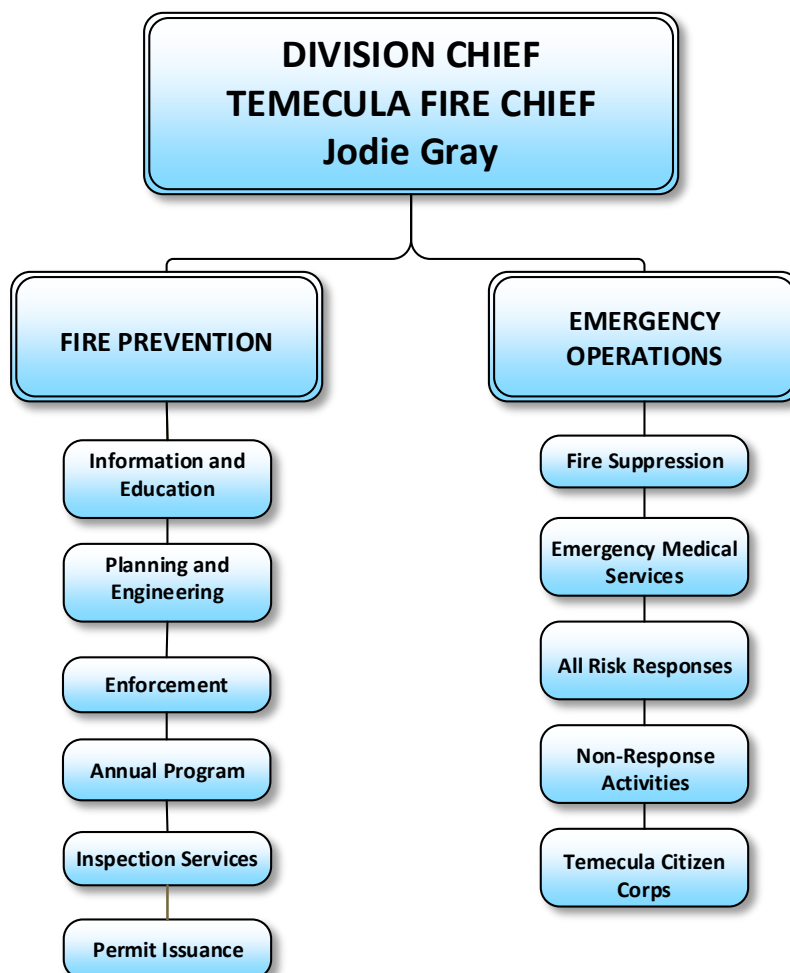 DIVISION CHIEF
TEMECULA FIRE CHIEF
Jodie Gray
FIRE PREVENTION
Information and
Education
Planning and
Engineering
Enforcement
Annual Program
Inspection Services
Permit Issuance
EMERGENCY
OPERATIONS
Fire Suppression
Emergency Medical
Services
All Risk Responses
Non-Response
Activities
Temecula Citizen
Corps